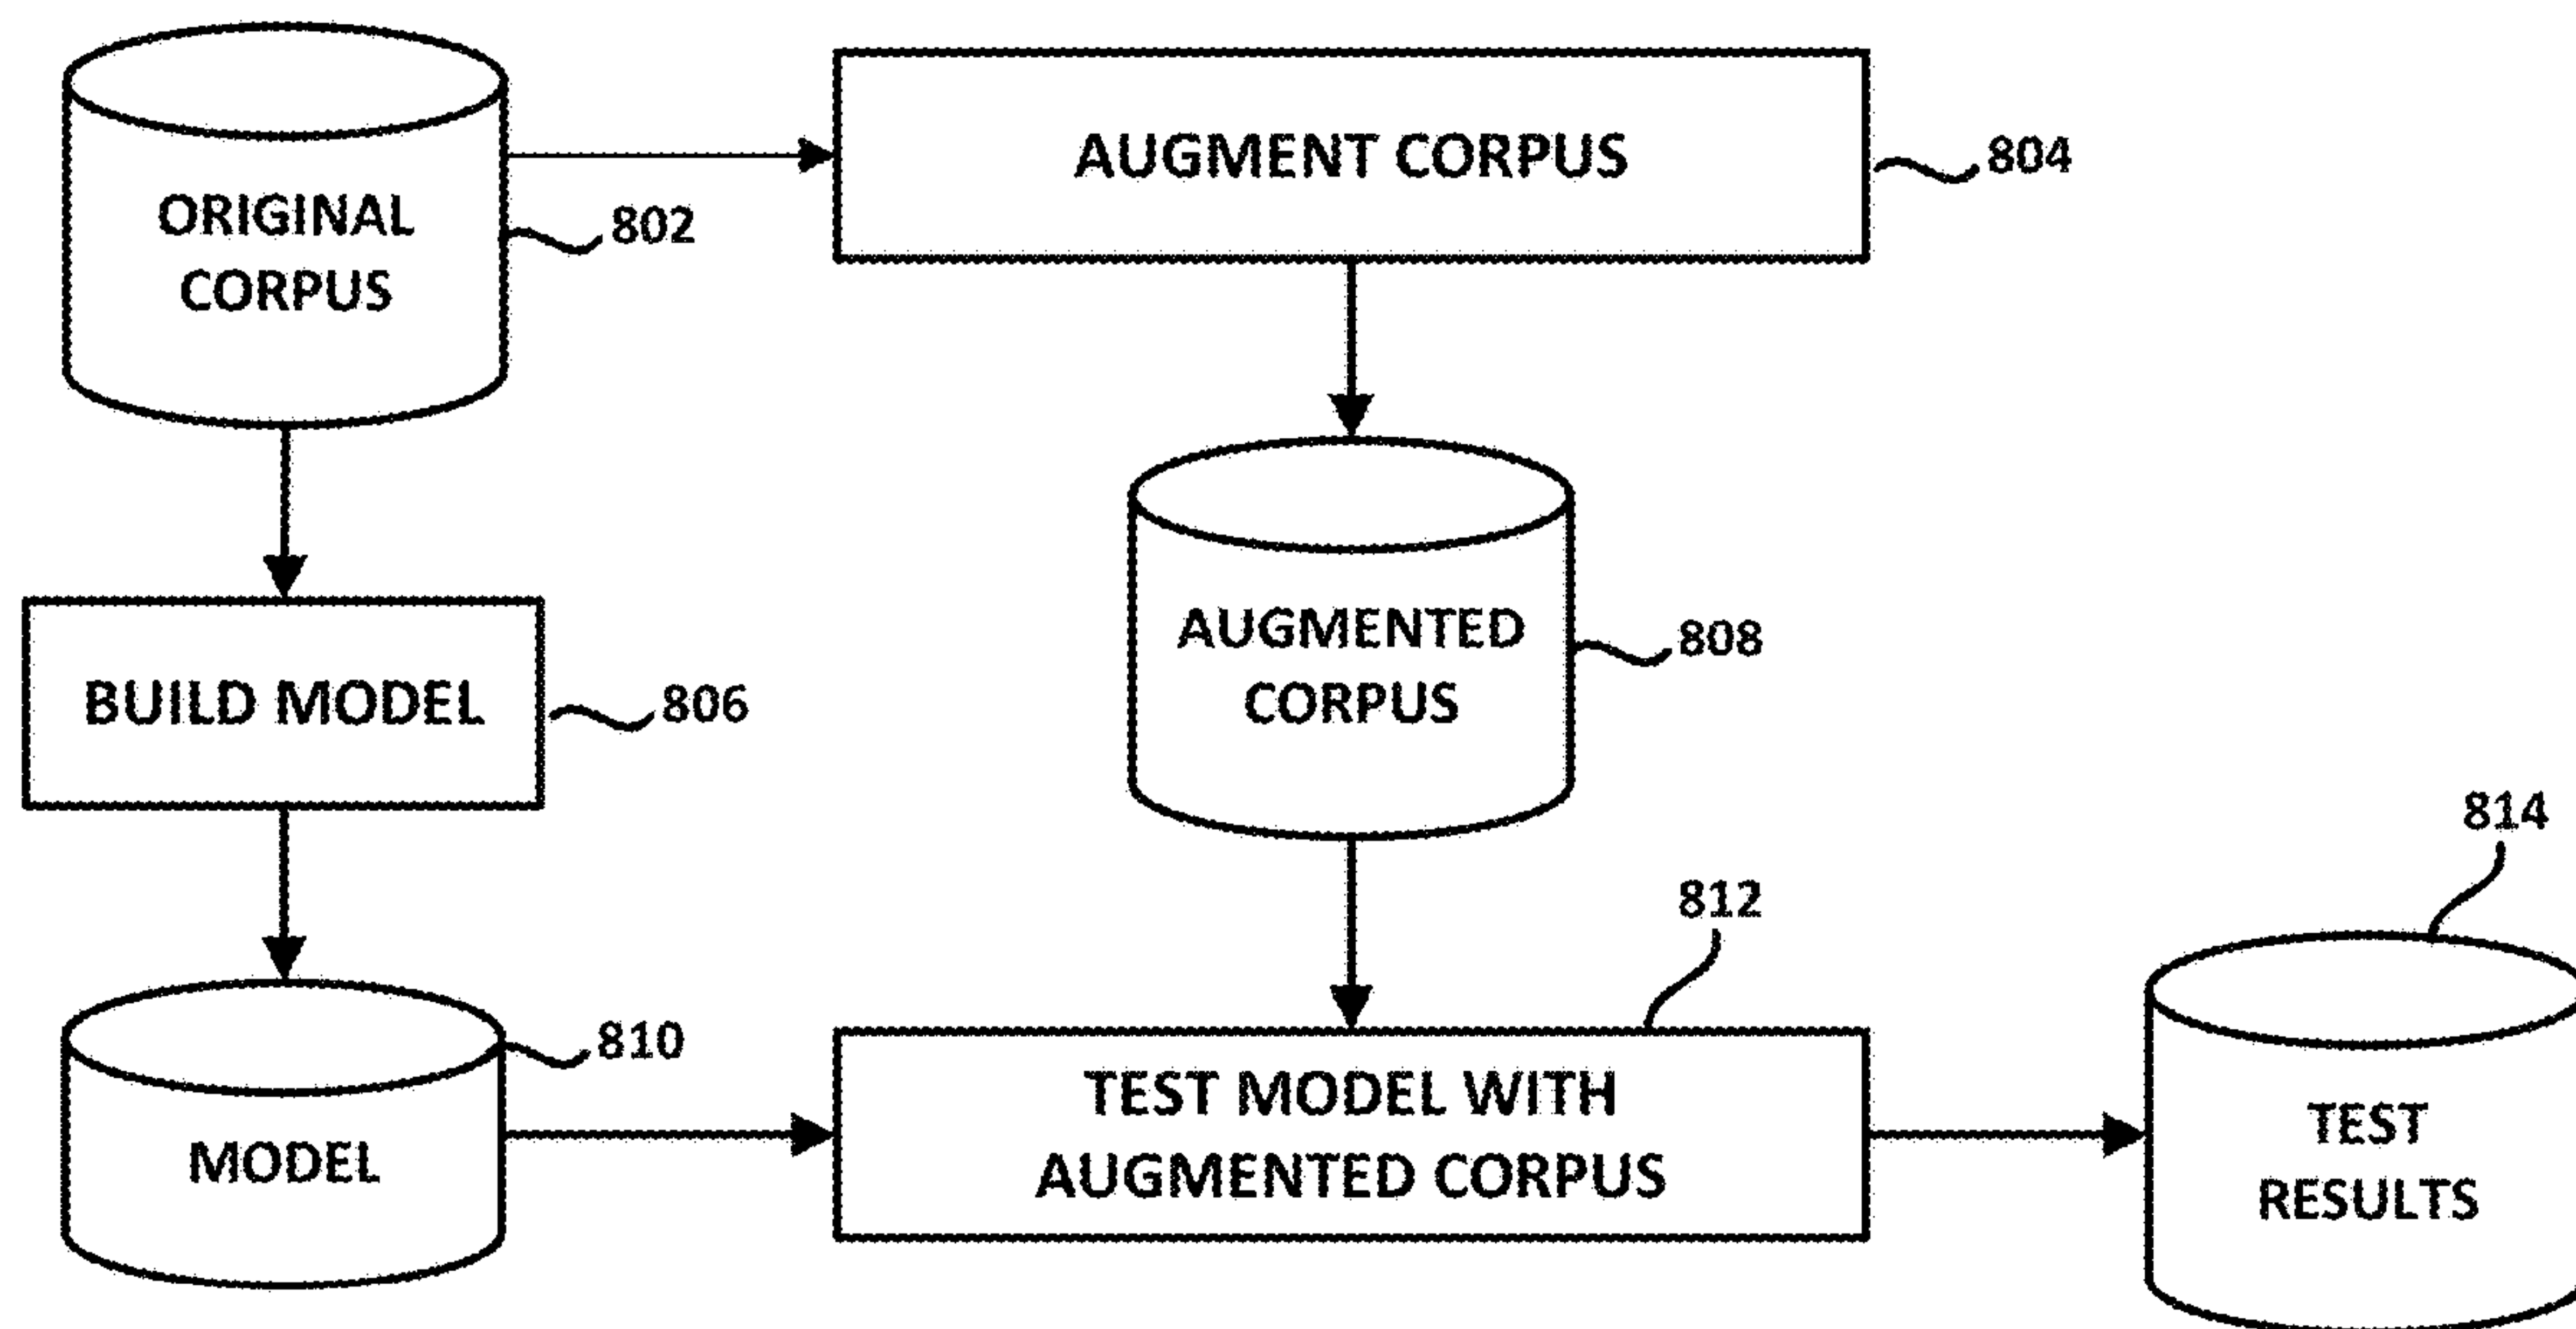 AUGMENT CORPUS
804
ORIGINAL
CORPUS
802
AUGMENTED
CORPUS
808
BUILD MODEL
806
814
812
810
MODEL
TEST MODEL WITH
AUGMENTED CORPUS
TEST
RESULTS